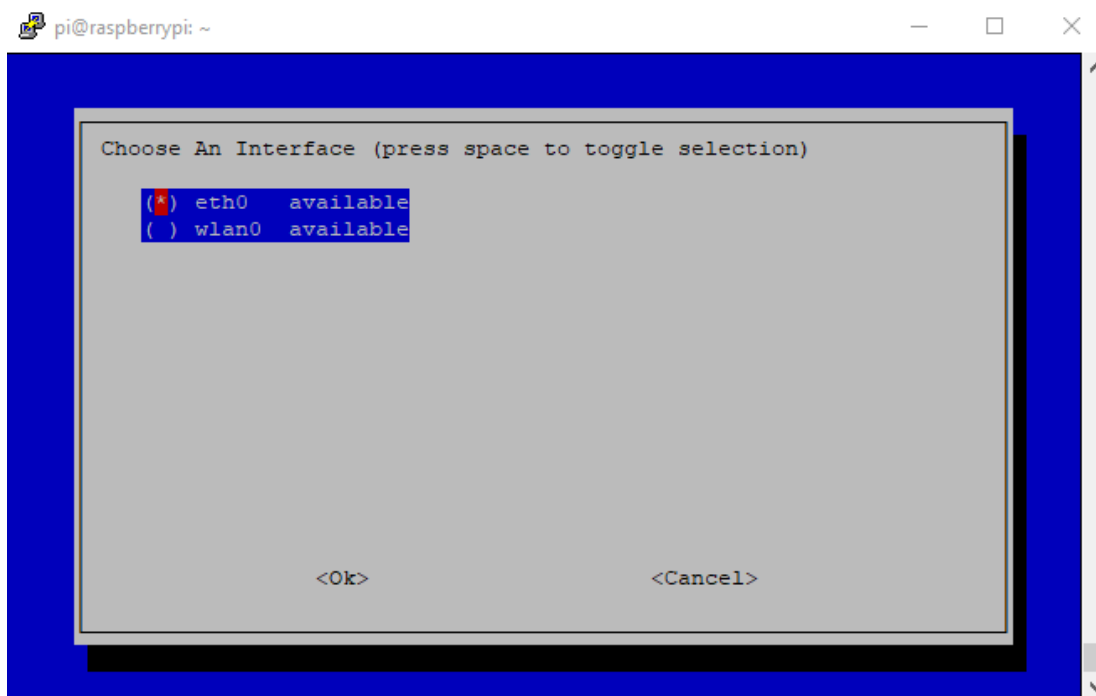 pi@raspberrypi: ~
Choose An Interface (press space to toggle selection)
(*) eth0   available
( ) wlan0  available
<Ok>                    <Cancel>